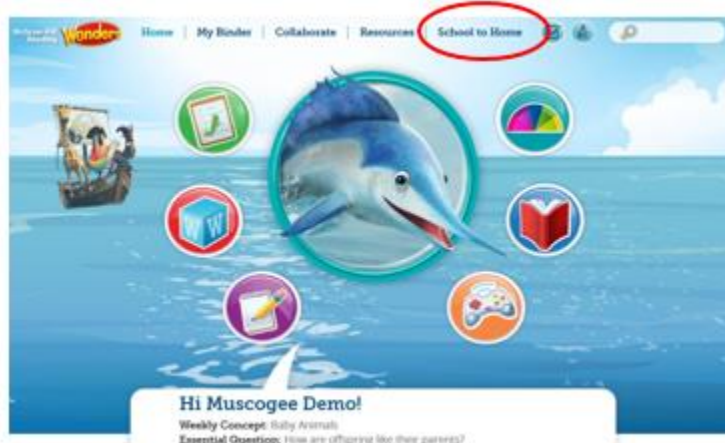 Wonders
Home | My Binder | Collaborate | Resources | School to Home
W W
Hi Muscogee Demo!
Weekly Concept: Baby Animals
Essential Question: How are offspring like their parents?